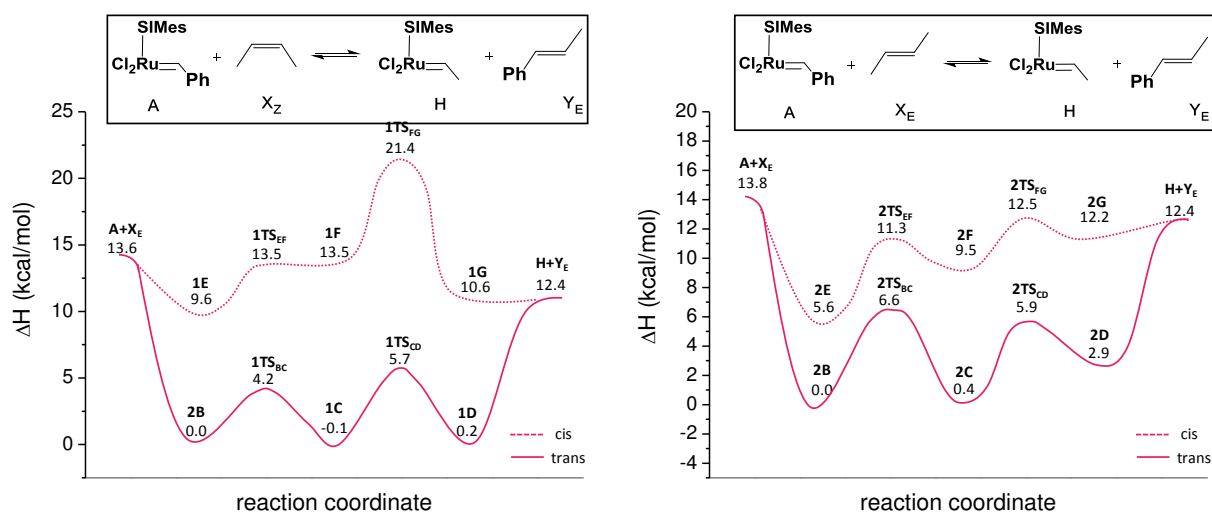 SIMes
Cl2Ru
Ph
+
+
SIMes
Cl2Ru
Ph
A
XZ
H
YE
25
20
15
10
5
0
ΔH (kcal/mol)
A+XE
13.6
1E
9.6
1TSEF
13.5
1F
13.5
1TSFG
21.4
1G
10.6
H+YE
12.4
2B
0.0
1TSBC
4.2
1C
-0.1
1TSCD
5.7
1D
0.2
cis
trans
reaction coordinate
SIMes
Cl2Ru
Ph
+
+
SIMes
Cl2Ru
Ph
A
XE
H
YE
20
18
16
14
12
10
8
6
4
2
0
-2
-4
ΔH (kcal/mol)
A+XE
13.8
2E
5.6
2TSEF
11.3
2F
9.5
2TSFG
12.5
2G
12.2
H+YE
12.4
2B
0.0
2TSBC
6.6
2C
0.4
2TSCD
5.9
2D
2.9
cis
trans
reaction coordinate